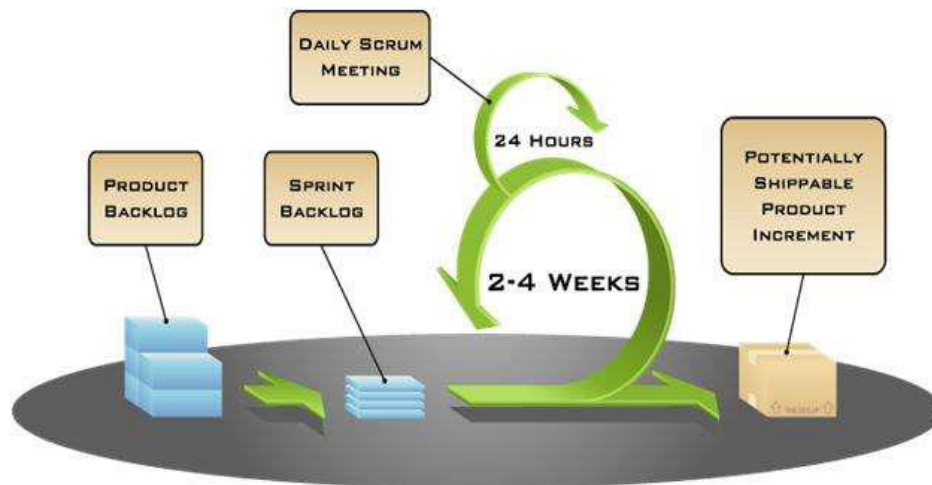 DAILY SCRUM
MEETING
24 HOURS
PRODUCT
BACKLOG
SPRINT
BACKLOG
POTENTIALLY
SHIPPABLE
PRODUCT
INCREMENT
2-4 WEEKS